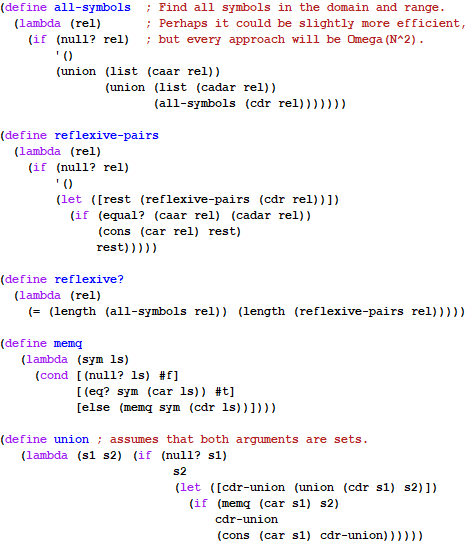 (define all-symbols  ; Find all symbols in the domain and range.
  (lambda (rel)      ; Perhaps it could be slightly more efficient,
    (if (null? rel)  ; but every approach will be Omega(N^2).
        '()
        (union (list (caar rel))
               (union (list (cadar rel))
                      (all-symbols (cdr rel)))))))

(define reflexive-pairs
  (lambda (rel)
    (if (null? rel)
        '()
        (let ([rest (reflexive-pairs (cdr rel))])
          (if (equal? (caar rel) (cadar rel))
              (cons (car rel) rest)
              rest)))))

(define reflexive?
  (lambda (rel)
    (= (length (all-symbols rel)) (length (reflexive-pairs rel)))))

(define memq
   (lambda (sym ls)
     (cond [(null? ls) #f]
           [(eq? sym (car ls)) #t]
           [else (memq sym (cdr ls))])))

(define union ; assumes that both arguments are sets.
   (lambda (s1 s2) (if (null? s1)
                         s2
                         (let ([cdr-union (union (cdr s1) s2)])
                           (if (memq (car s1) s2)
                               cdr-union
                               (cons (car s1) cdr-union))))))